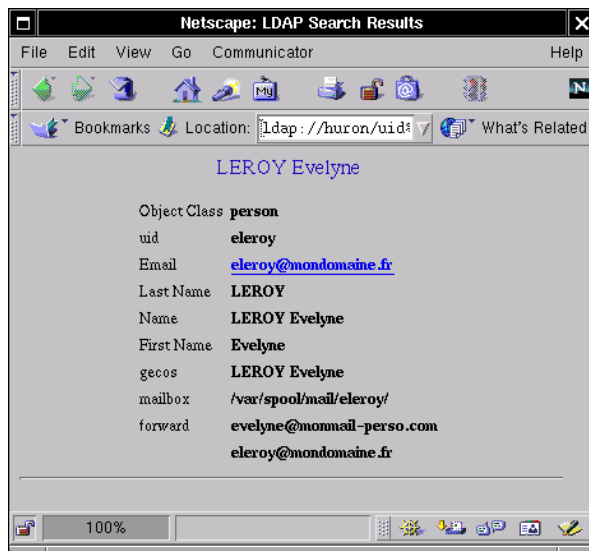 Netscape: LDAP Search Results
File Edit View Go Communicator Help
My N
Bookmarks Location: ldap://huron/uid What's Related
LEROY Evelyne
Object Class person
uid eleroy
Email eleroy@mondomaine.fr
Last Name LEROY
Name LEROY Evelyne
First Name Evelyne
gecos LEROY Evelyne
mailbox /var/spool/mail/eleroy/
forward evelyne@monmail-perso.com
eleroy@mondomaine.fr
100%